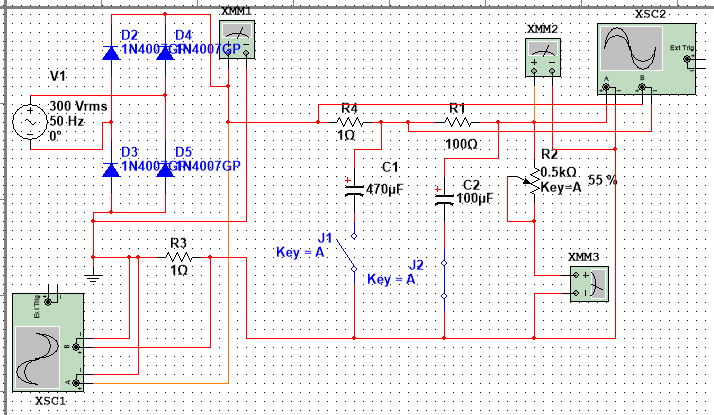 XMM1
D2
D4
1N4007GP
1N4007GP
XMM2
XSC2
Ext Trig
A
B
V1
300 Vrms
50 Hz
0°
R4
1Ω
R1
100Ω
D3
D5
1N4007GP
1N4007GP
C1
470µF
C2
100µF
R2
0.5kΩ
Key=A
55 %
J1
Key = A
J2
Key = A
R3
1Ω
XMM3
Ext Trig
B
A
XSC1